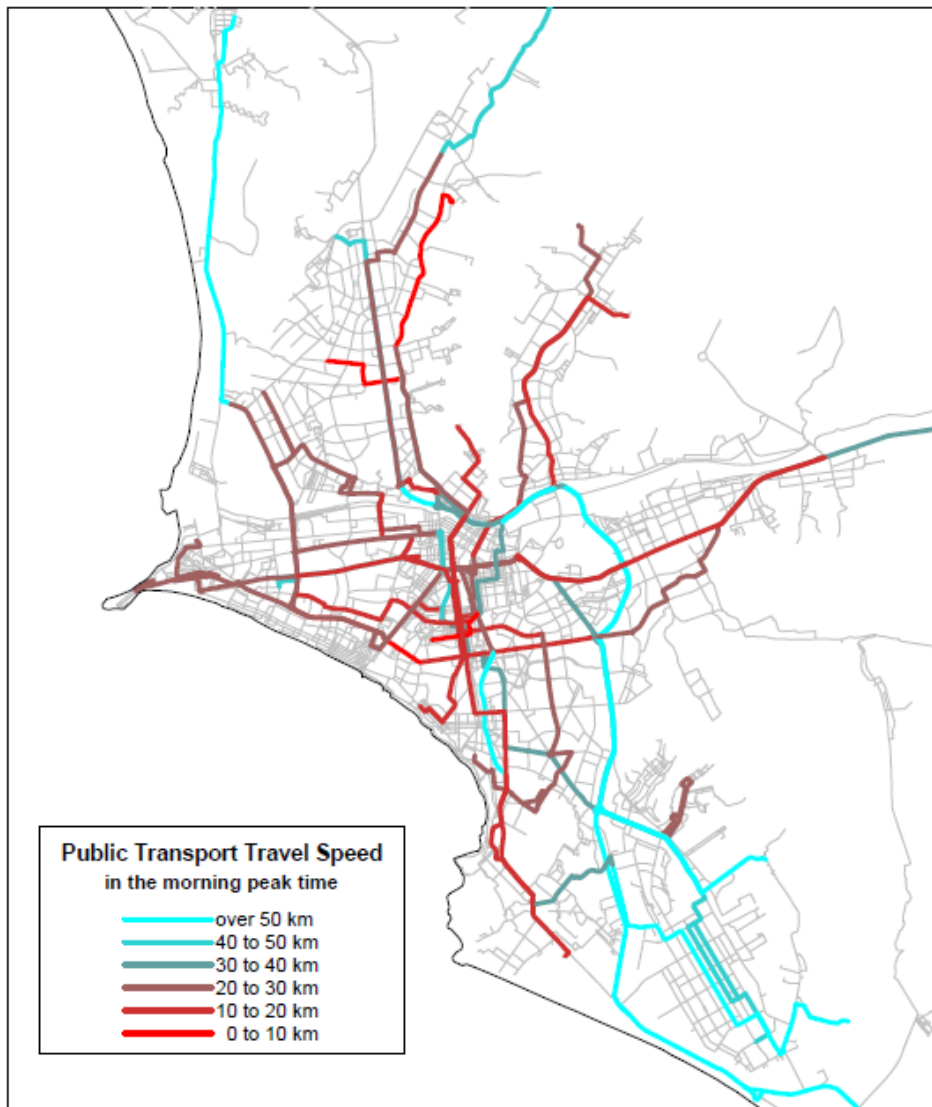 Public Transport Travel Speed
in the morning peak time
over 50 km
40 to 50 km
30 to 40 km
20 to 30 km
10 to 20 km
0 to 10 km